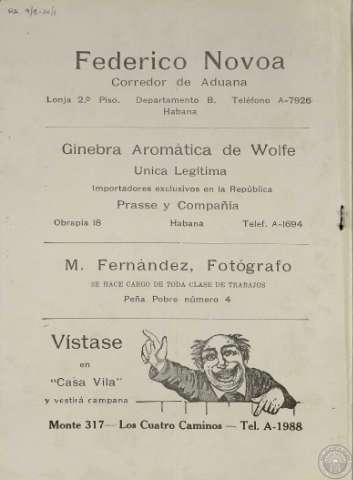 Federico Novoa
Corredor de Aduana
Lonja 2.º Piso. Departamento B. Teléfono A-7926
Habana
Ginebra Aromática de Wolfe
Unica Legítima
Importadores exclusivos en la República
Prasse y Compañía
Obrapía 18 Habana Telef. A-1694
M. Fernández, Fotógrafo
SE HACE CARGO DE TODA CLASE DE TRABAJOS
Peña Pobre número 4
Vístase
en
"Casa Vila"
y vestirá campana
Monte 317—Los Cuatro Caminos — Tel. A-1988